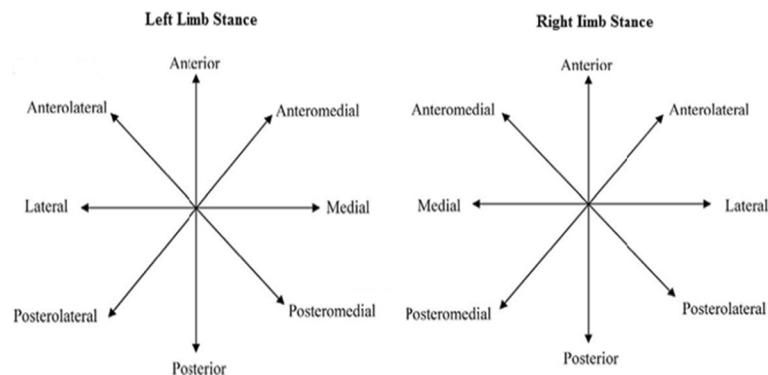 Left Limb Stance
Anterior
Anterolateral
Anteromedial
Lateral
Medial
Posterolateral
Posteromedial
Posterior
Right Iimb Stance
Anterior
Anteromedial
Anterolateral
Medial
Lateral
Posteromedial
Posterolateral
Posterior